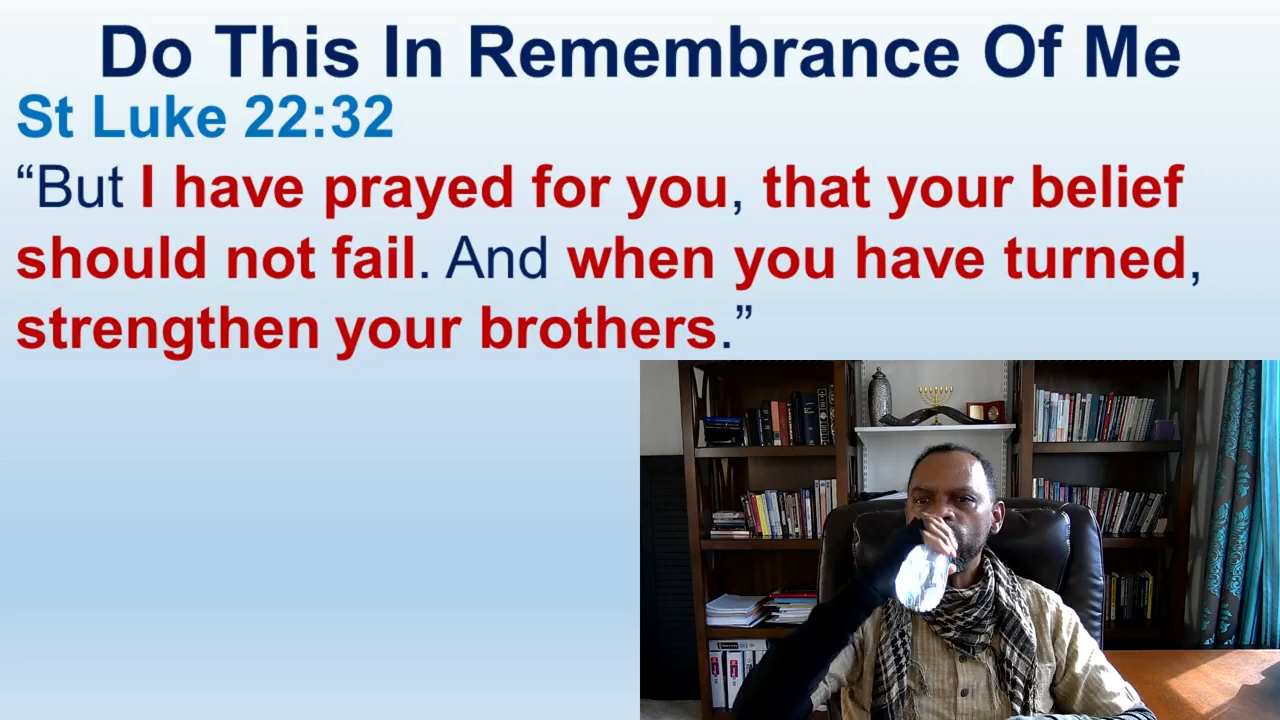 Do This In Remembrance Of Me
St Luke 22:32
“But I have prayed for you, that your belief
should not fail. And when you have turned,
strengthen your brothers.”